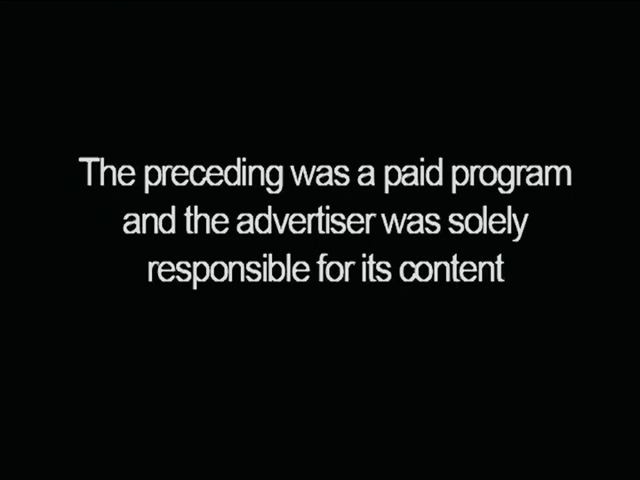 The preceding was a paid program
and the advertiser was solely
responsible for its content